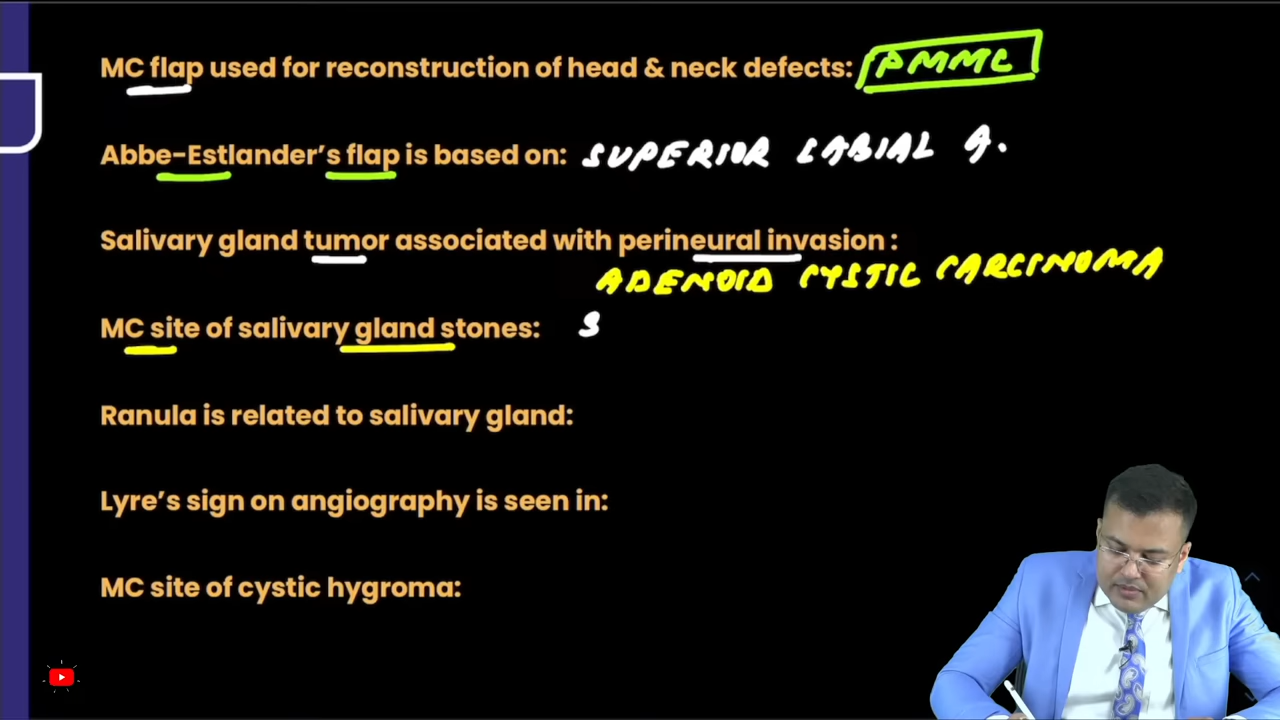 MC flap used for reconstruction of head & neck defects: PMMC
Abbe-Estlander's flap is based on: SUPERIOR LABIAL A.
Salivary gland tumor associated with perineural invasion :
ADENOID CYSTIC CARCINOMA
MC site of salivary gland stones: S
Ranula is related to salivary gland:
Lyre's sign on angiography is seen in:
MC site of cystic hygroma: